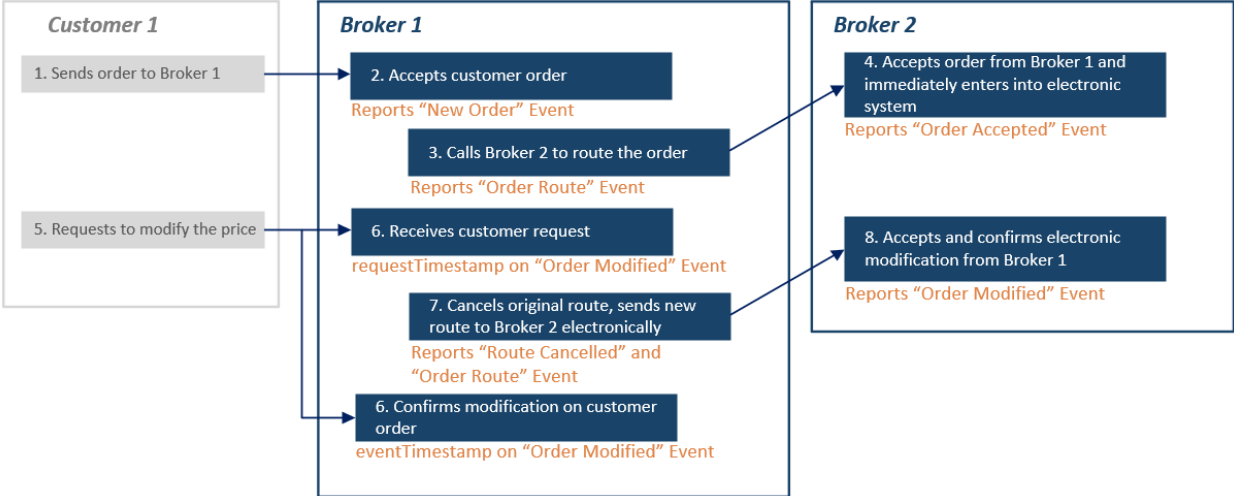 Customer 1
1. Sends order to Broker 1
5. Requests to modify the price
Broker 1
2. Accepts customer order
Reports “New Order” Event
3. Calls Broker 2 to route the order
Reports “Order Route” Event
6. Receives customer request
requestTimestamp on “Order Modified” Event
7. Cancels original route, sends new
route to Broker 2 electronically
Reports “Route Cancelled” and
“Order Route” Event
6. Confirms modification on customer
order
eventTimestamp on “Order Modified” Event
Broker 2
4. Accepts order from Broker 1 and
immediately enters into electronic
system
Reports “Order Accepted” Event
8. Accepts and confirms electronic
modification from Broker 1
Reports “Order Modified” Event